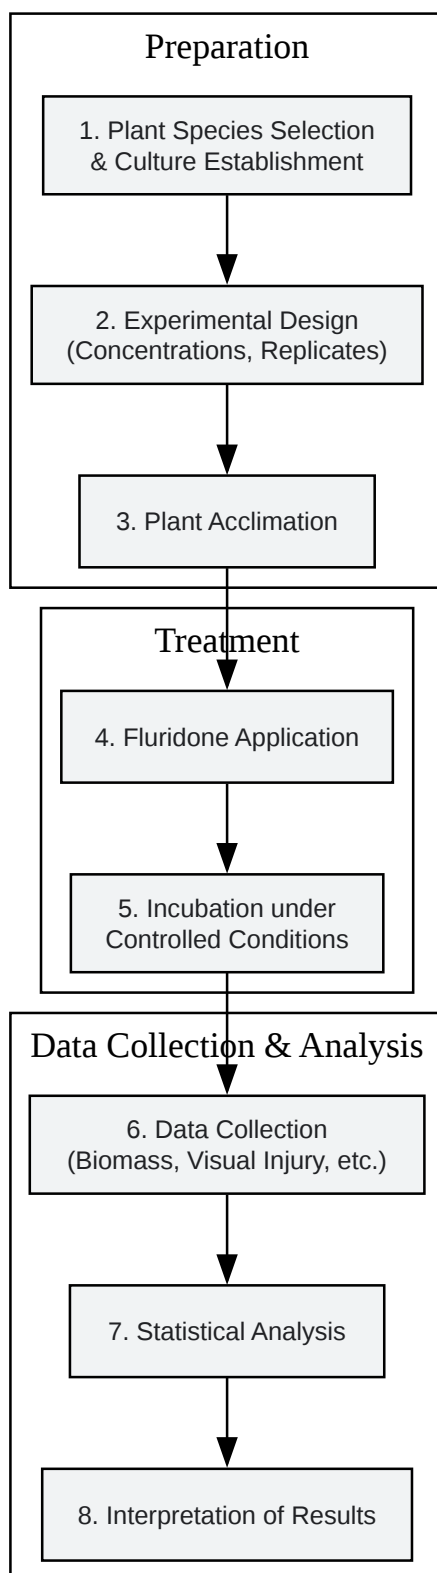 Preparation
1. Plant Species Selection
& Culture Establishment
2. Experimental Design
(Concentrations, Replicates)
3. Plant Acclimation
Treatment
4. Fluridone Application
5. Incubation under
Controlled Conditions
Data Collection & Analysis
6. Data Collection
(Biomass, Visual Injury, etc.)
7. Statistical Analysis
8. Interpretation of Results